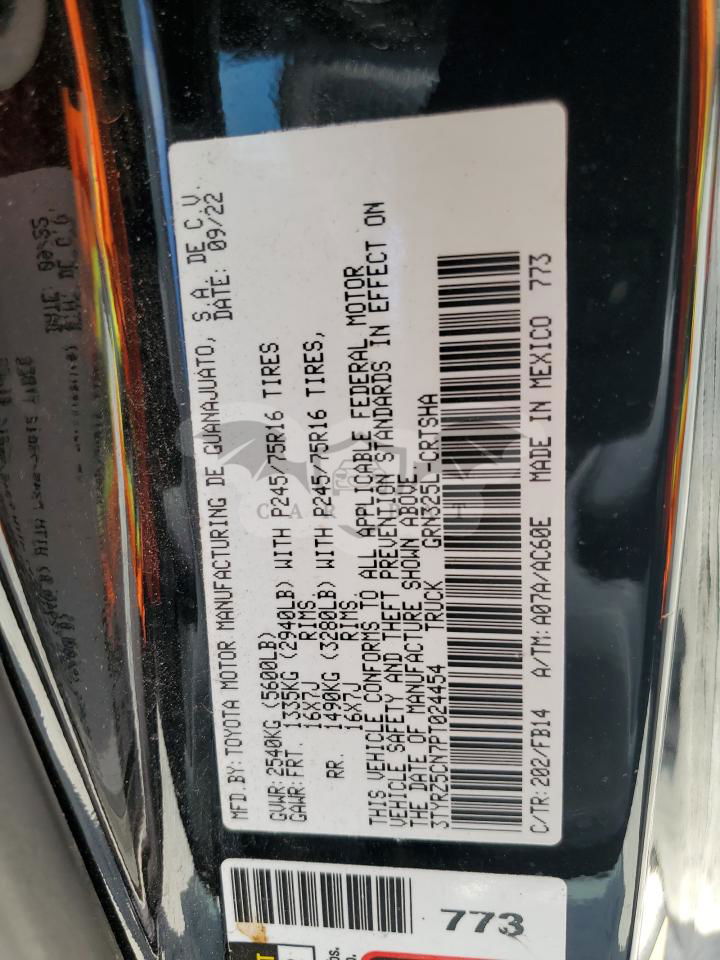 MFD.BY:TOYOTA MOTOR MANUFACTURING DE GUANAJUATO, S.A. DE C.V.
DATE: 09/22
GVWR:2540KG (5600LB)
GAWR:FRT. 1335KG (2940LB) WITH P245/75R16 TIRES
16X7J RIMS
RR. 1490KG (3280LB) WITH P245/75R16 TIRES,
16X7J RIMS
THIS VEHICLE CONFORMS TO ALL APPLICABLE FEDERAL MOTOR
VEHICLE SAFETY AND THEFT PREVENTION STANDARDS IN EFFECT ON
THE DATE OF MANUFACTURE SHOWN ABOVE.
3TYRZ5CN7PT024454 TRUCK GRN325L-CRTSHA
C/TR:202/FB14 A/TM:A07A/AC60E MADE IN MEXICO 773
773